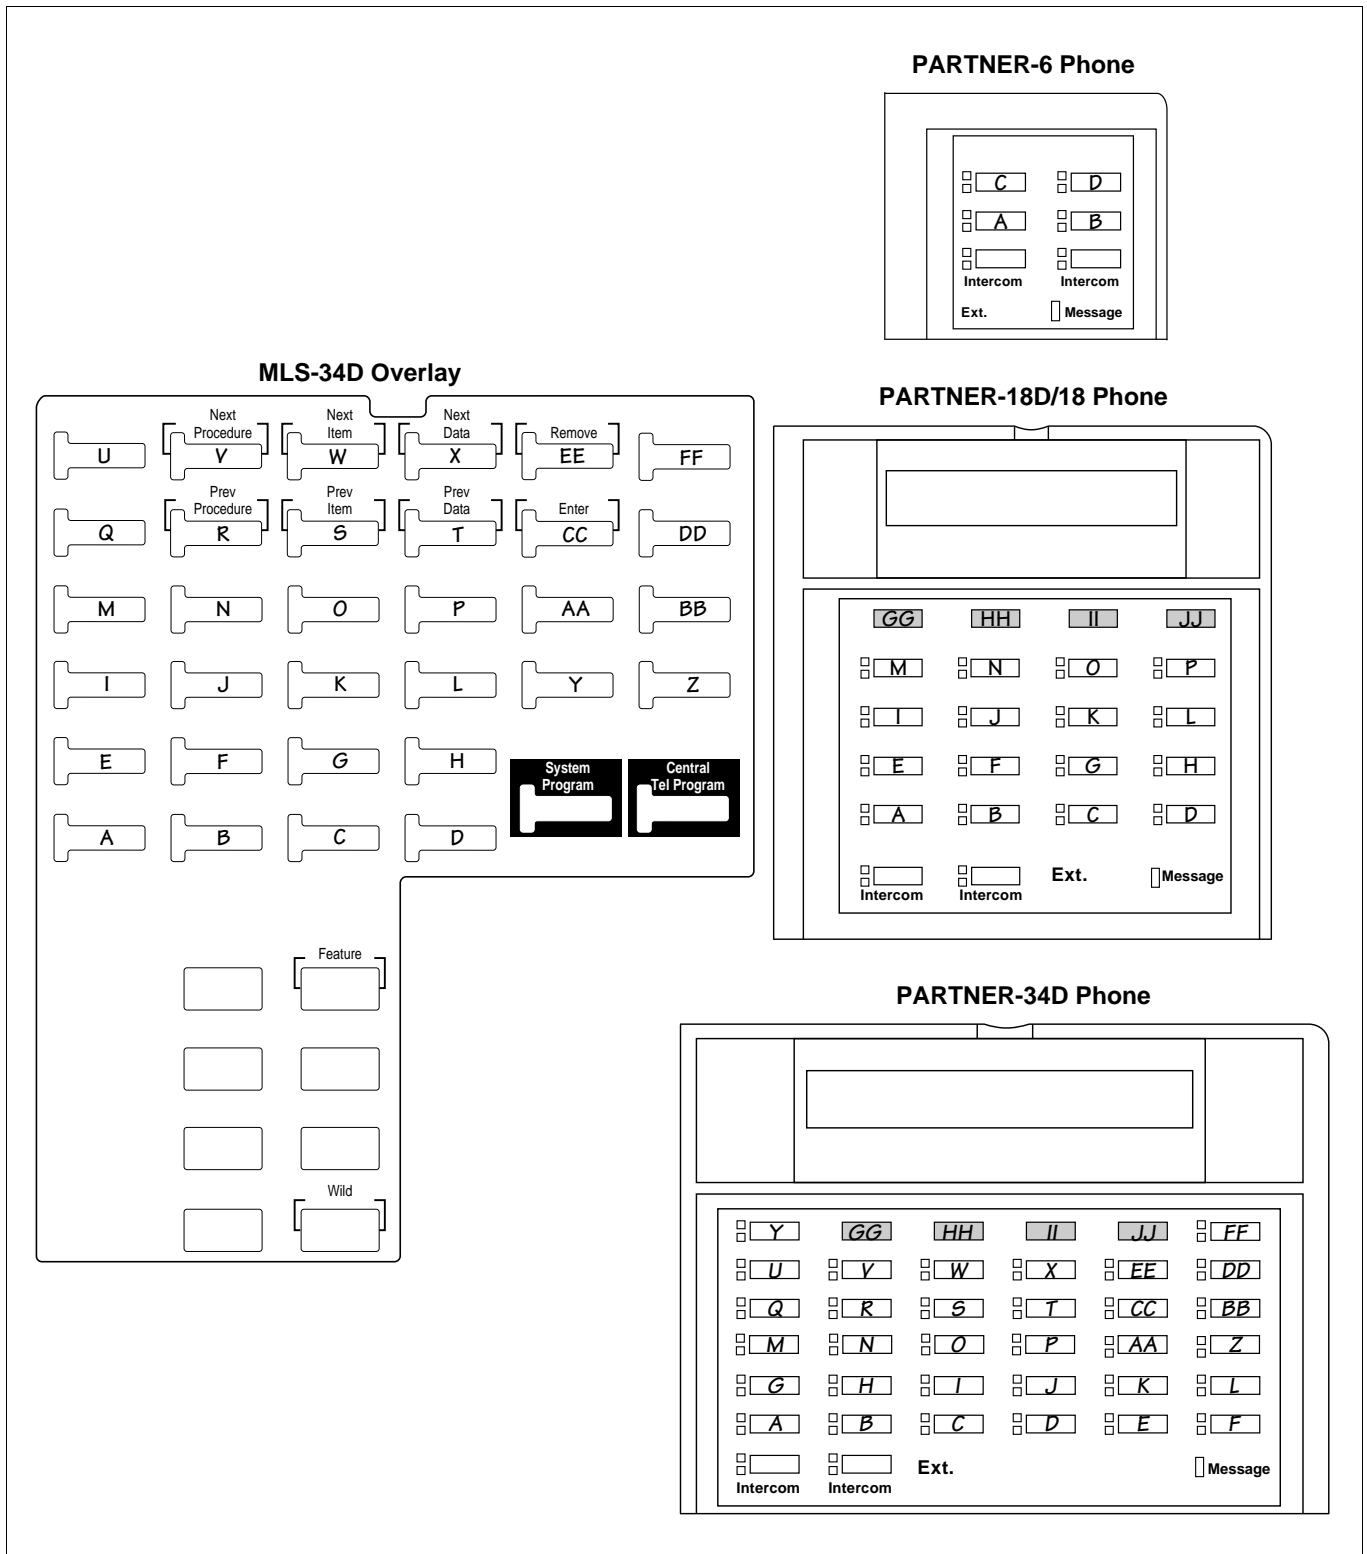 PARTNER-6 Phone
C D
A B
Intercom Intercom
Ext. Message
MLS-34D Overlay
Next Procedure Next Item Next Data Remove
U V W X EE FF
Prev Procedure Prev Item Prev Data Enter
Q R S T CC DD
M N O P AA BB
I J K L Y Z
E F G H
System Program Central Tel Program
A B C D
Feature
Wild
PARTNER-18D/18 Phone
GG HH II JJ
M N O P
I J K L
E F G H
A B C D
Ext. Message
Intercom Intercom
PARTNER-34D Phone
Y GG HH II JJ FF
U V W X EE DD
Q R S T CC BB
M N O P AA Z
G H I J K L
A B C D E F
Ext. Message
Intercom Intercom